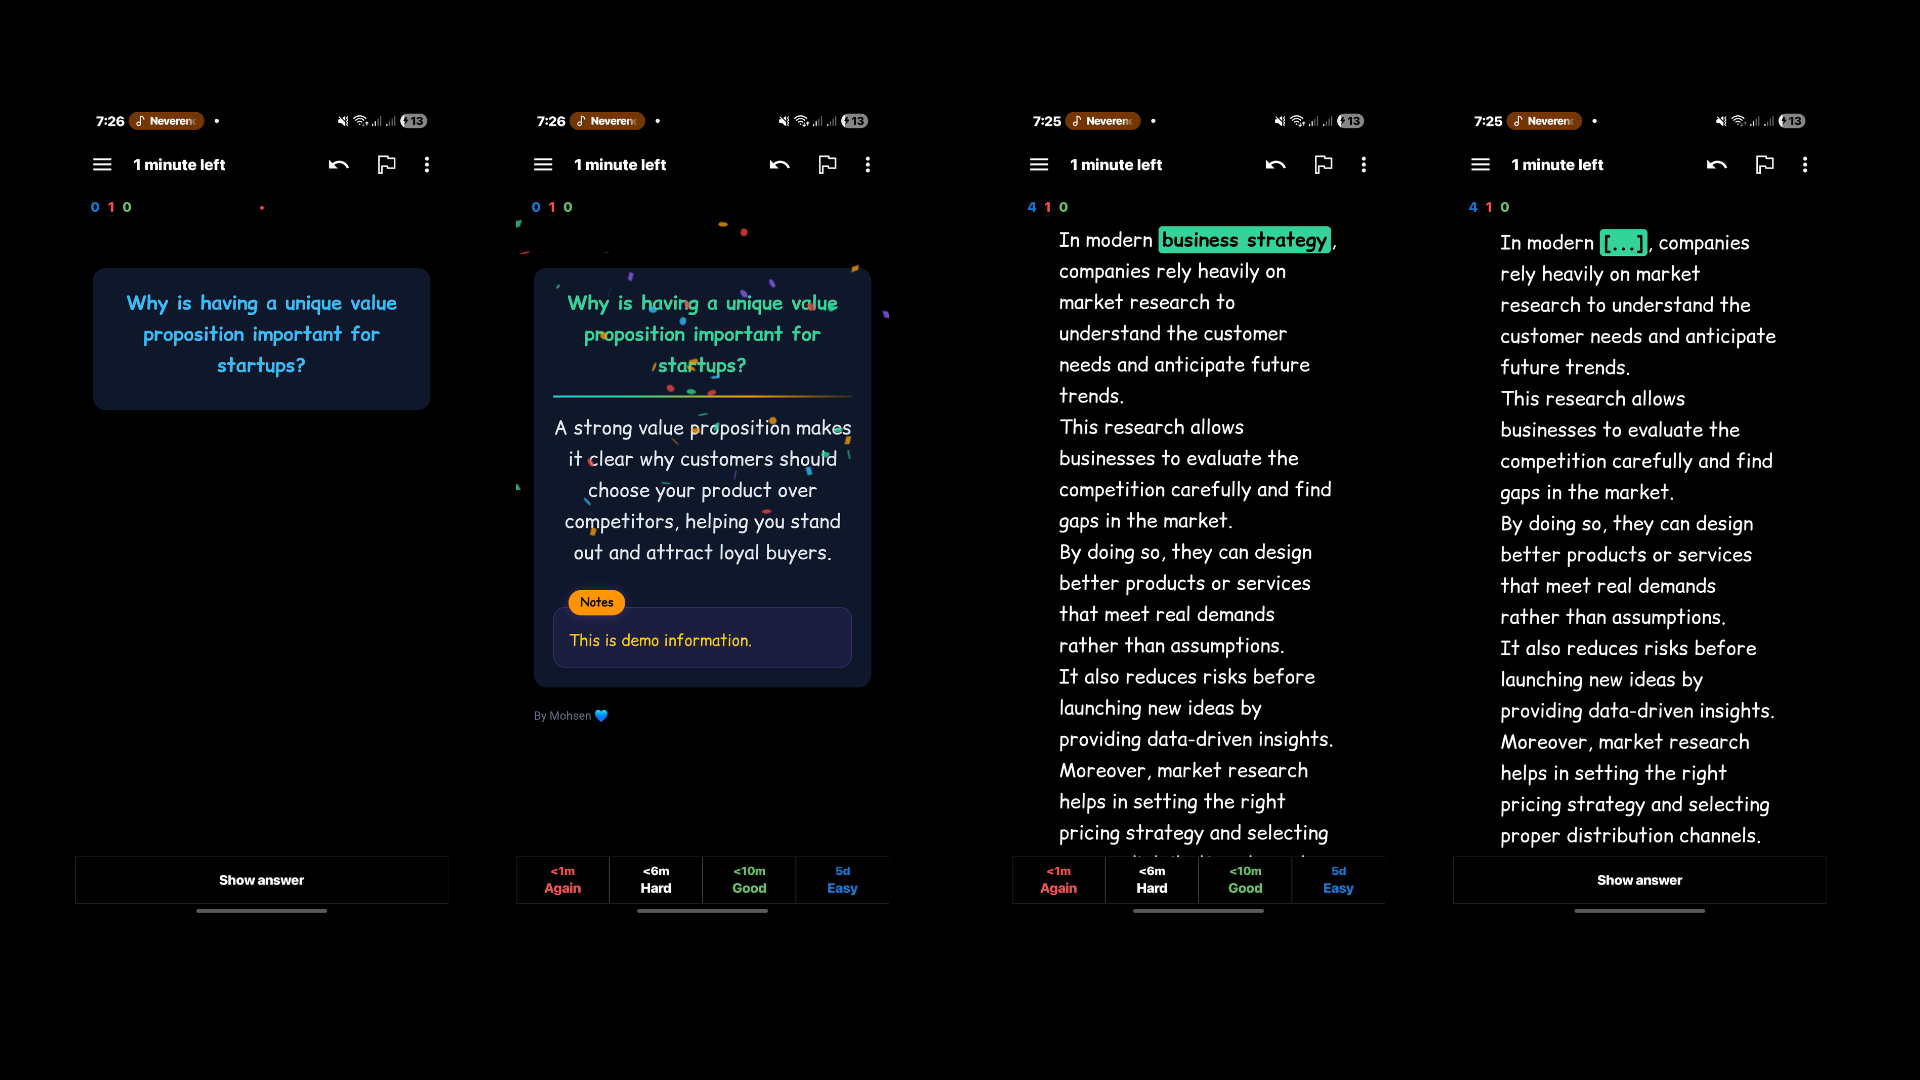 7:26 Neveren
1 minute left
0 1 0
Why is having a unique value
proposition important for
startups?
Show answer
7:26 Neveren
13
1 minute left
0 1 0
Why is having a unique value
proposition important for
startups?
A strong value proposition makes
it clear why customers should
choose your product over
competitors, helping you stand
out and attract loyal buyers.
Notes
This is demo information.
By Mohsen 💙
<1m <6m <10m 5d
Again Hard Good Easy
7:25 Neveren
13
1 minute left
4 1 0
In modern business strategy,
companies rely heavily on
market research to
understand the customer
needs and anticipate future
trends.
This research allows
businesses to evaluate the
competition carefully and find
gaps in the market.
By doing so, they can design
better products or services
that meet real demands
rather than assumptions.
It also reduces risks before
launching new ideas by
providing data-driven insights.
Moreover, market research
helps in setting the right
pricing strategy and selecting
<1m <6m <10m 5d
Again Hard Good Easy
7:25 Neveren
13
1 minute left
4 1 0
In modern [...], companies
rely heavily on market
research to understand the
customer needs and anticipate
future trends.
This research allows
businesses to evaluate the
competition carefully and find
gaps in the market.
By doing so, they can design
better products or services
that meet real demands
rather than assumptions.
It also reduces risks before
launching new ideas by
providing data-driven insights.
Moreover, market research
helps in setting the right
pricing strategy and selecting
proper distribution channels.
Show answer